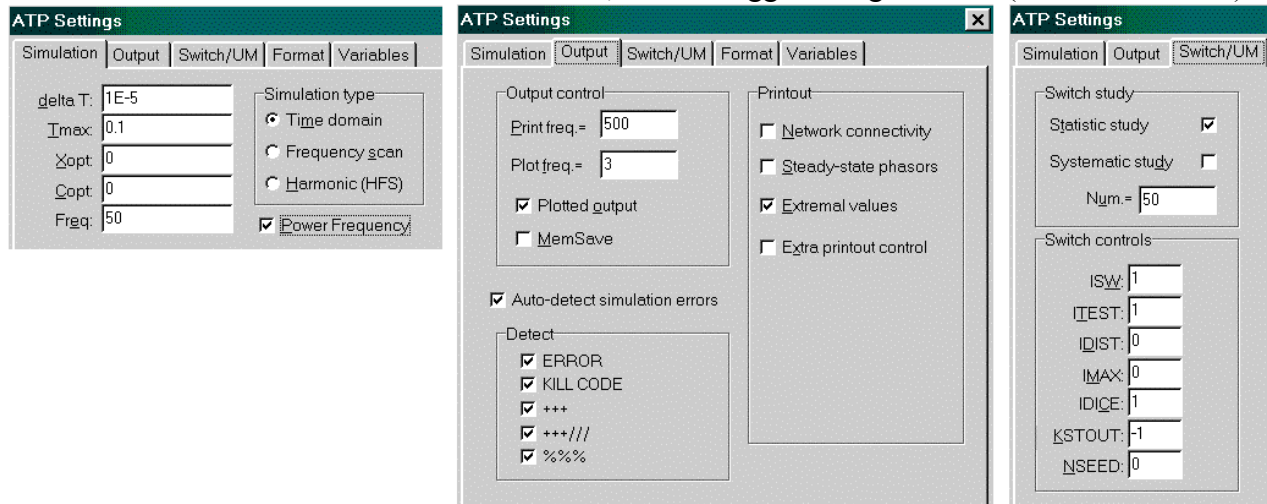 ATP Settings
Simulation Output Switch/UM Format Variables
delta T: 1E-5
Tmax: 0.1
Xopt: 0
Copt: 0
Freq: 50
Simulation type
Time domain
Frequency scan
Harmonic (HFS)
Power Frequency
ATP Settings
Simulation Output Switch/UM Format Variables
Output control
Print freq.= 500
Plot freq.= 3
Plotted output
MemSave
Printout
Network connectivity
Steady-state phasors
Extremal values
Extra printout control
Auto-detect simulation errors
Detect
ERROR
KILL CODE
+++
+++///
%%%
ATP Settings
Simulation Output Switch/UM
Switch study
Statistic study
Systematic study
Num.= 50
Switch controls
ISW: 1
ITEST: 1
IDIST: 0
IMAX: 0
IDICE: 1
KSTOUT: -1
NSEED: 0